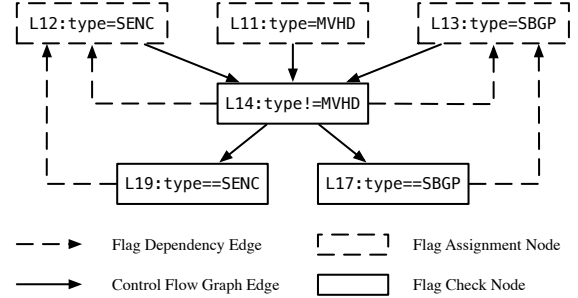 L12:type=SENC L11:type=MVHD L13:type=SBGP
L14:type!=MVHD
L19:type==SENC L17:type==SBGP
Flag Dependency Edge Flag Assignment Node
Control Flow Graph Edge Flag Check Node